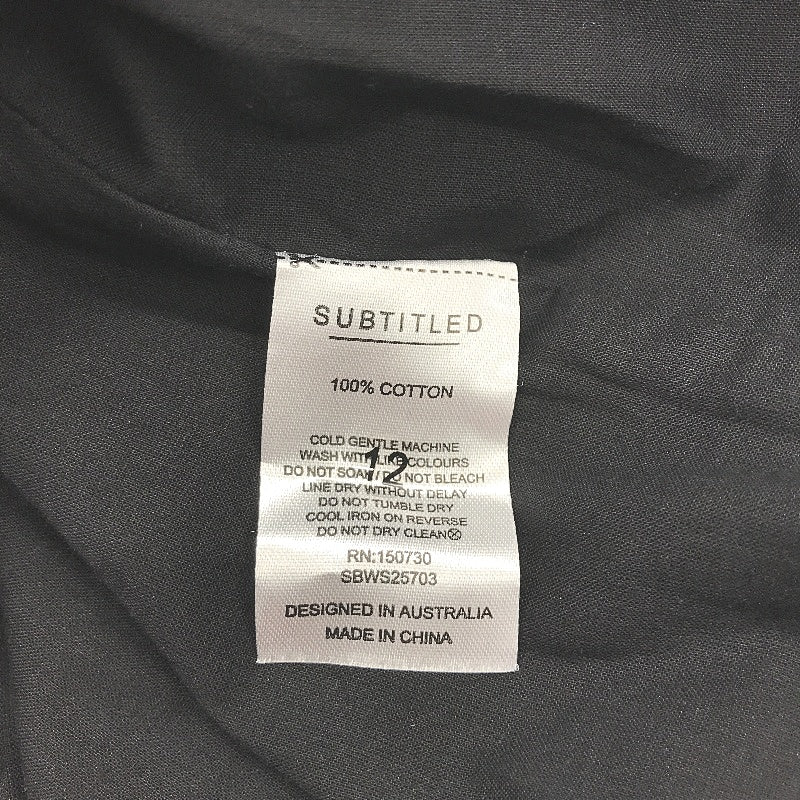 SUBTITLED
100% COTTON
COLD GENTLE MACHINE
WASH WITH LIKE COLOURS
12
DO NOT SOAK / DO NOT BLEACH
LINE DRY WITHOUT DELAY
DO NOT TUMBLE DRY
COOL IRON ON REVERSE
DO NOT DRY CLEAN
RN:150730
SBWS25703
DESIGNED IN AUSTRALIA
MADE IN CHINA